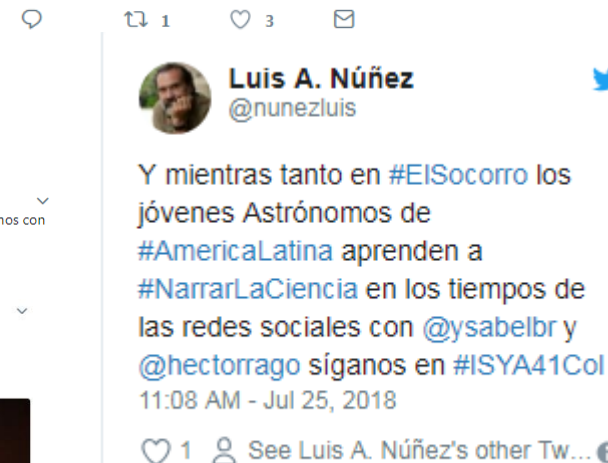 1 3
Luis A. Núñez
@nunezluis
Y mientras tanto en #ElSocorro los
jóvenes Astrónomos de
nos con
#AmericaLatina aprenden a
#NarrarLaCiencia en los tiempos de
las redes sociales con @ysabelbr y
@hectorrago síganos en #ISYA41Col
11:08 AM - Jul 25, 2018
1 See Luis A. Núñez's other Tw...